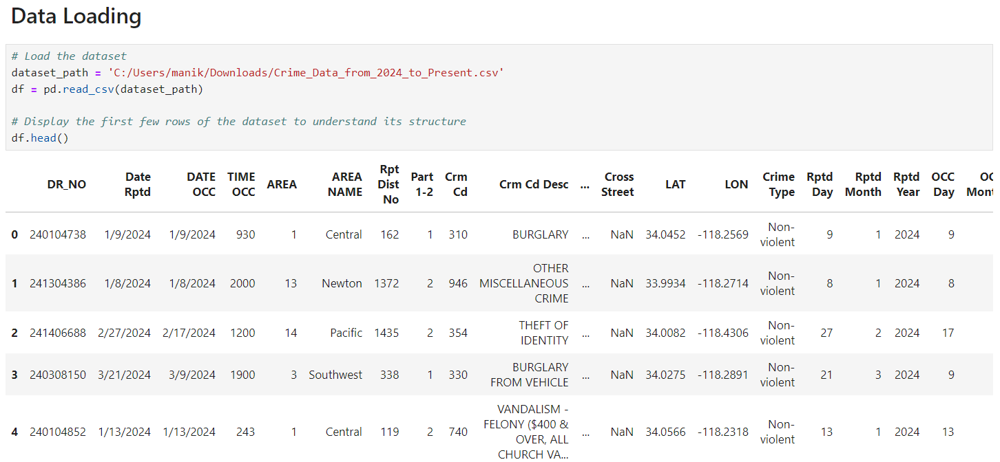 Data Loading
# Load the dataset
dataset_path = 'C:/Users/manik/Downloads/Crime_Data_from_2024_to_Present.csv'
df = pd.read_csv(dataset_path)
# Display the first few rows of the dataset to understand its structure
df.head()
DR_NO Date Rptd DATE OCC TIME OCC AREA AREA NAME Rpt Dist No Part 1-2 Crm Cd Crm Cd Desc ... Cross Street LAT LON Crime Type Rptd Day Rptd Month Rptd Year OCC Day OC Mont
0 240104738 1/9/2024 1/9/2024 930 1 Central 162 1 310 BURGLARY ... NaN 34.0452 -118.2569 Non-violent 9 1 2024 9
1 241304386 1/8/2024 1/8/2024 2000 13 Newton 1372 2 946 OTHER MISCELLANEOUS CRIME ... NaN 33.9934 -118.2714 Non-violent 8 1 2024 8
2 241406688 2/27/2024 2/17/2024 1200 14 Pacific 1435 2 354 THEFT OF IDENTITY ... NaN 34.0082 -118.4306 Non-violent 27 2 2024 17
3 240308150 3/21/2024 3/9/2024 1900 3 Southwest 338 1 330 BURGLARY FROM VEHICLE ... NaN 34.0275 -118.2891 Non-violent 21 3 2024 9
4 240104852 1/13/2024 1/13/2024 243 1 Central 119 2 740 VANDALISM - FELONY ($400 & OVER, ALL CHURCH VA... ... NaN 34.0566 -118.2318 Non-violent 13 1 2024 13